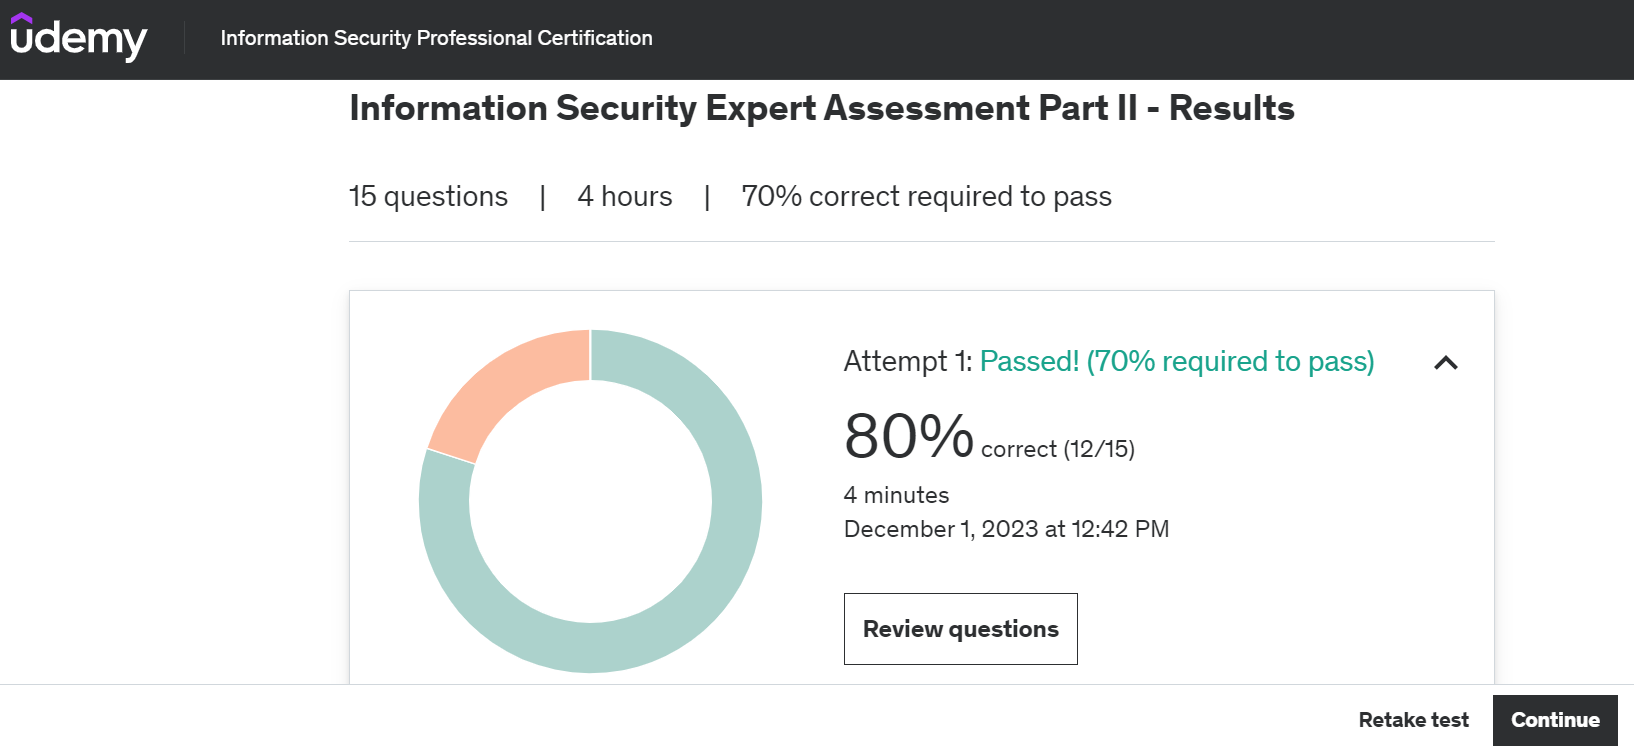 udemy
Information Security Professional Certification
Information Security Expert Assessment Part II - Results
15 questions | 4 hours | 70% correct required to pass
Attempt 1: Passed! (70% required to pass)
80% correct (12/15)
4 minutes
December 1, 2023 at 12:42 PM
Review questions
Retake test
Continue